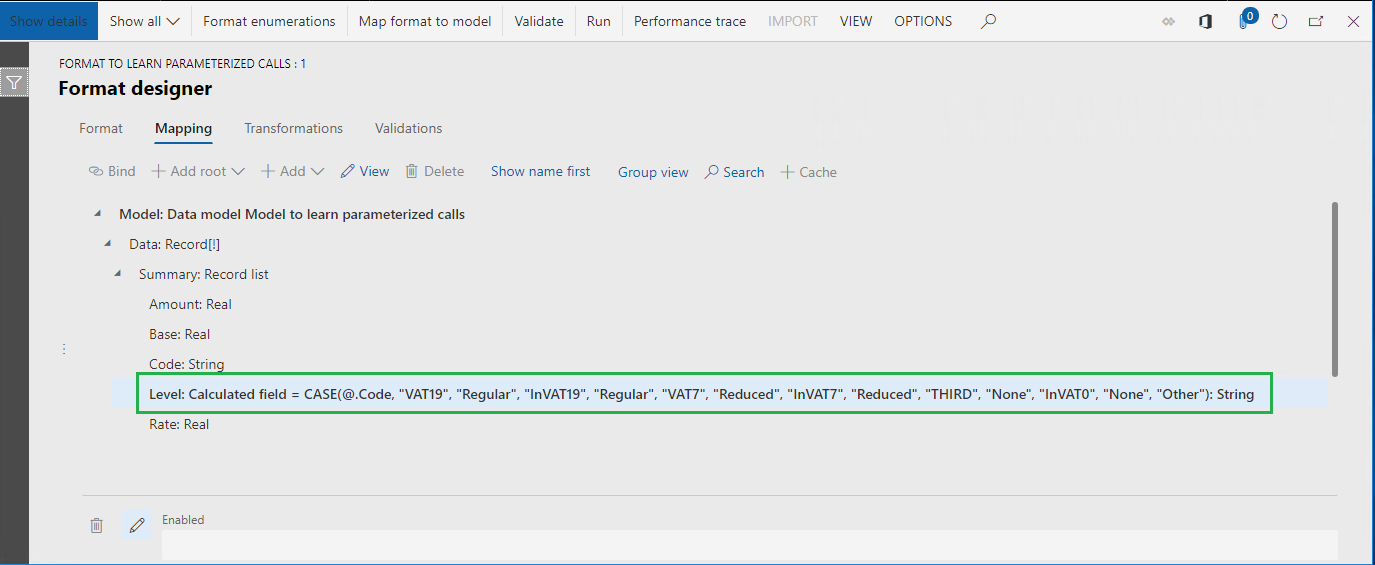 Show details Show all Format enumerations Map format to model Validate Run Performance trace IMPORT VIEW OPTIONS 0
FORMAT TO LEARN PARAMETERIZED CALLS : 1
Format designer
Format Mapping Transformations Validations
Bind Add root Add View Delete Show name first Group view Search Cache
Model: Data model Model to learn parameterized calls
Data: Record[!]
Summary: Record list
Amount: Real
Base: Real
Code: String
Level: Calculated field = CASE(@.Code, "VAT19", "Regular", "InVAT19", "Regular", "VAT7", "Reduced", "InVAT7", "Reduced", "THIRD", "None", "InVAT0", "None", "Other"): String
Rate: Real
Enabled